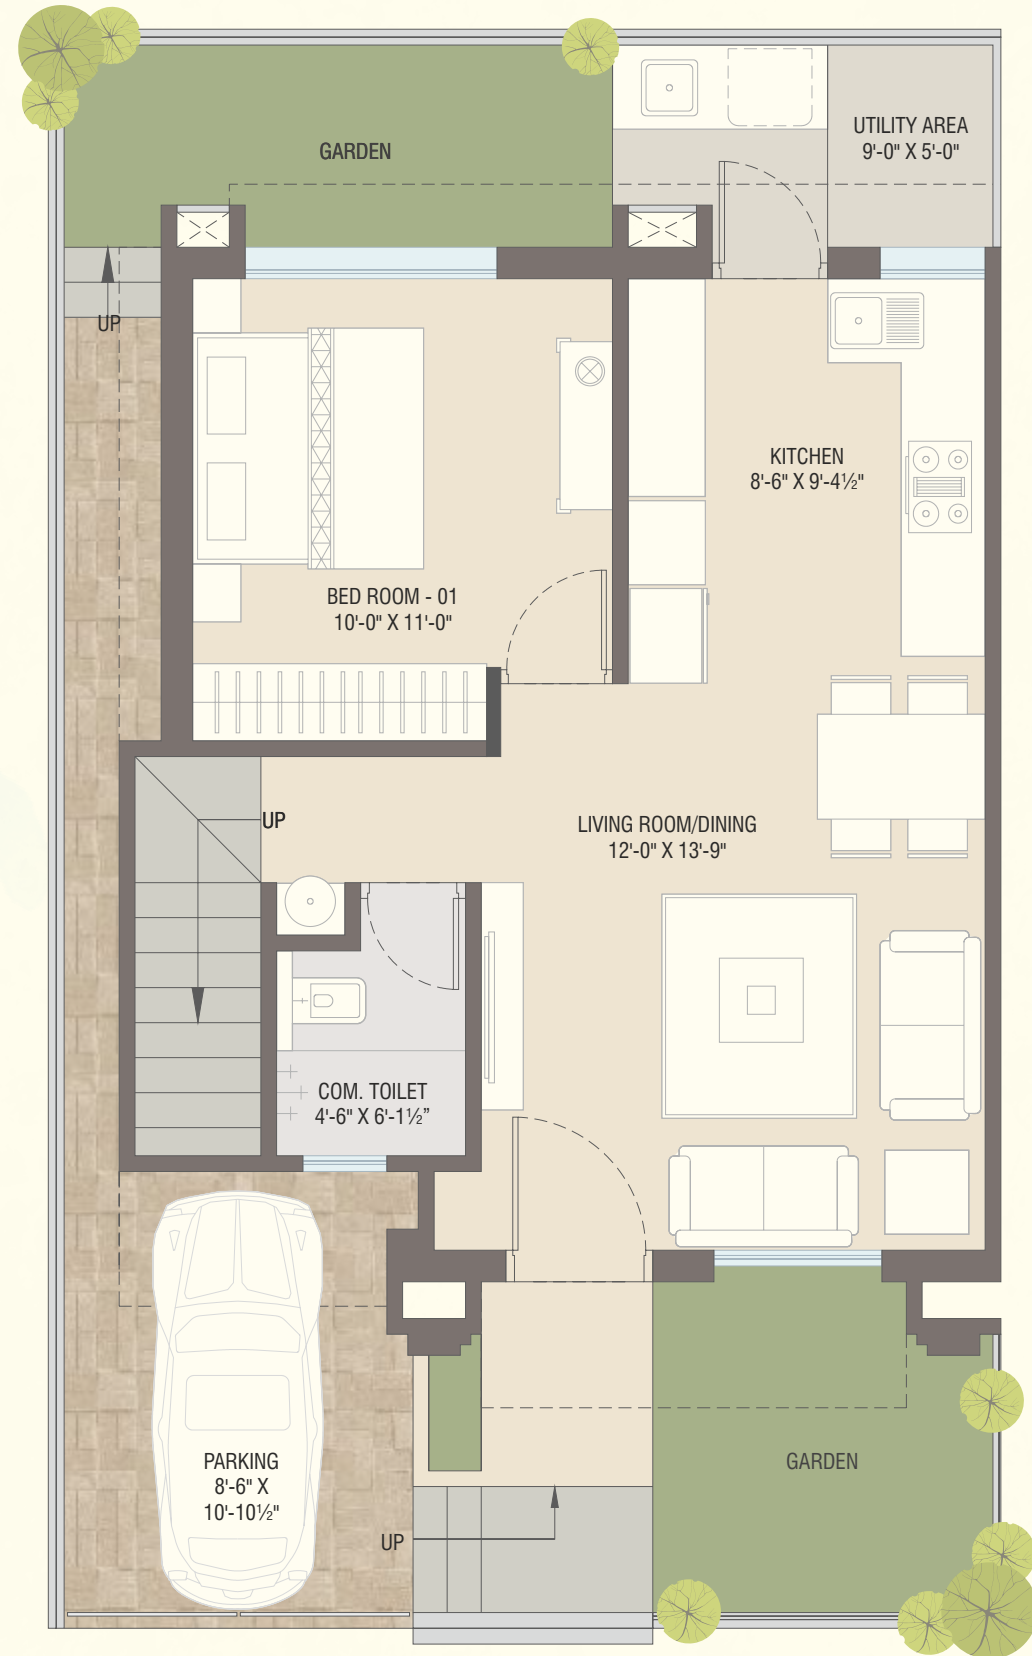 GARDEN
UTILITY AREA
9'-0" X 5'-0"
UP
KITCHEN
8'-6" X 9'-4½"
BED ROOM - 01
10'-0" X 11'-0"
UP
LIVING ROOM/DINING
12'-0" X 13'-9"
COM. TOILET
4'-6" X 6'-1½”
PARKING
8'-6" X
10'-10½"
GARDEN
UP